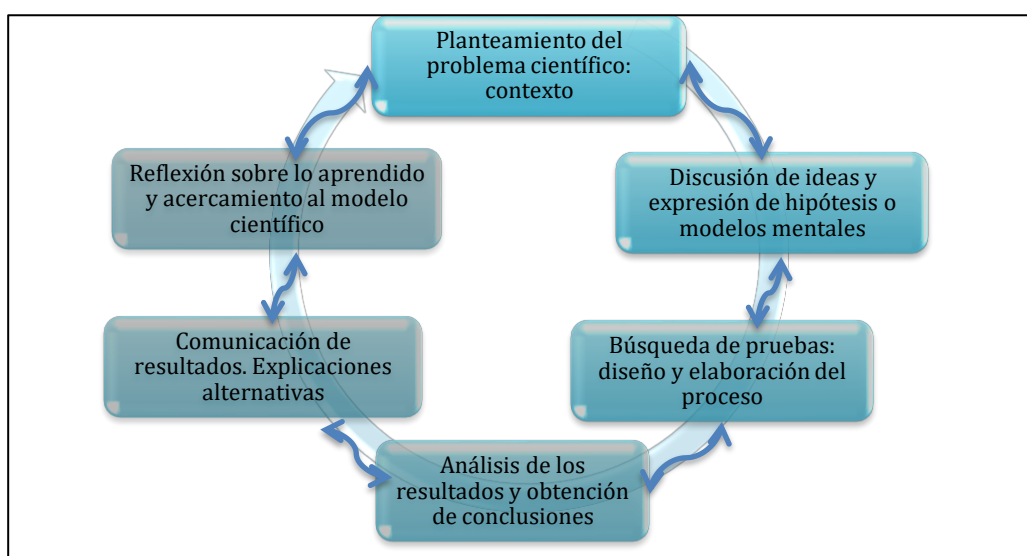 Planteamiento del
problema científico:
contexto
Discusión de ideas y
expresión de hipótesis o
modelos mentales
Búsqueda de pruebas:
diseño y elaboración del
proceso
Análisis de los
resultados y obtención
de conclusiones
Comunicación de
resultados. Explicaciones
alternativas
Reflexión sobre lo aprendido
y acercamiento al modelo
científico